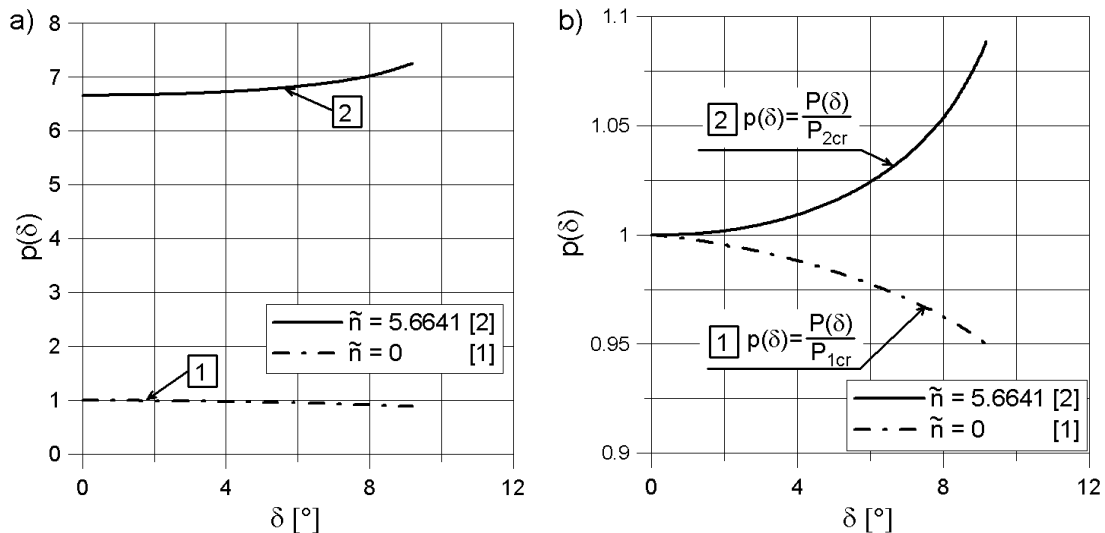 a)
8
7
6
5
4
3
2
1
0
p(δ)
2
1
ñ = 5.6641 [2]
ñ = 0 [1]
0 4 8 12
δ [°]
b)
1.1
1.05
1
0.95
0.9
p(δ)
2 p(δ)=P(δ)/P2cr
1 p(δ)=P(δ)/P1cr
ñ = 5.6641 [2]
ñ = 0 [1]
0 4 8 12
δ [°]